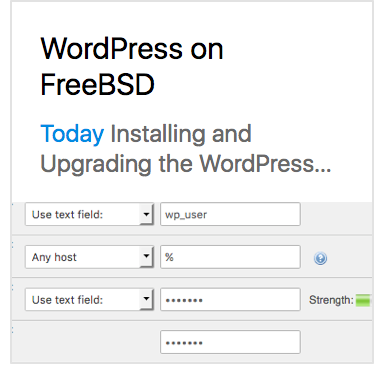 WordPress on
FreeBSD
Today Installing and
Upgrading the WordPress...
Use text field: wp_user
Any host %
Use text field: ••••••• Strength:
•••••••